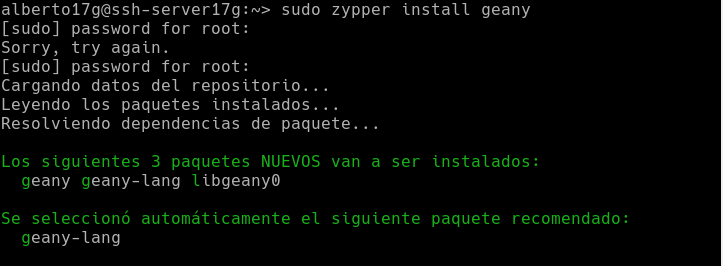 alberto17g@ssh-server17g:~> sudo zypper install geany
[sudo] password for root:
Sorry, try again.
[sudo] password for root:
Cargando datos del repositorio...
Leyendo los paquetes instalados...
Resolviendo dependencias de paquete...
Los siguientes 3 paquetes NUEVOS van a ser instalados:
geany geany-lang libgeany0
Se seleccionó automáticamente el siguiente paquete recomendado:
geany-lang